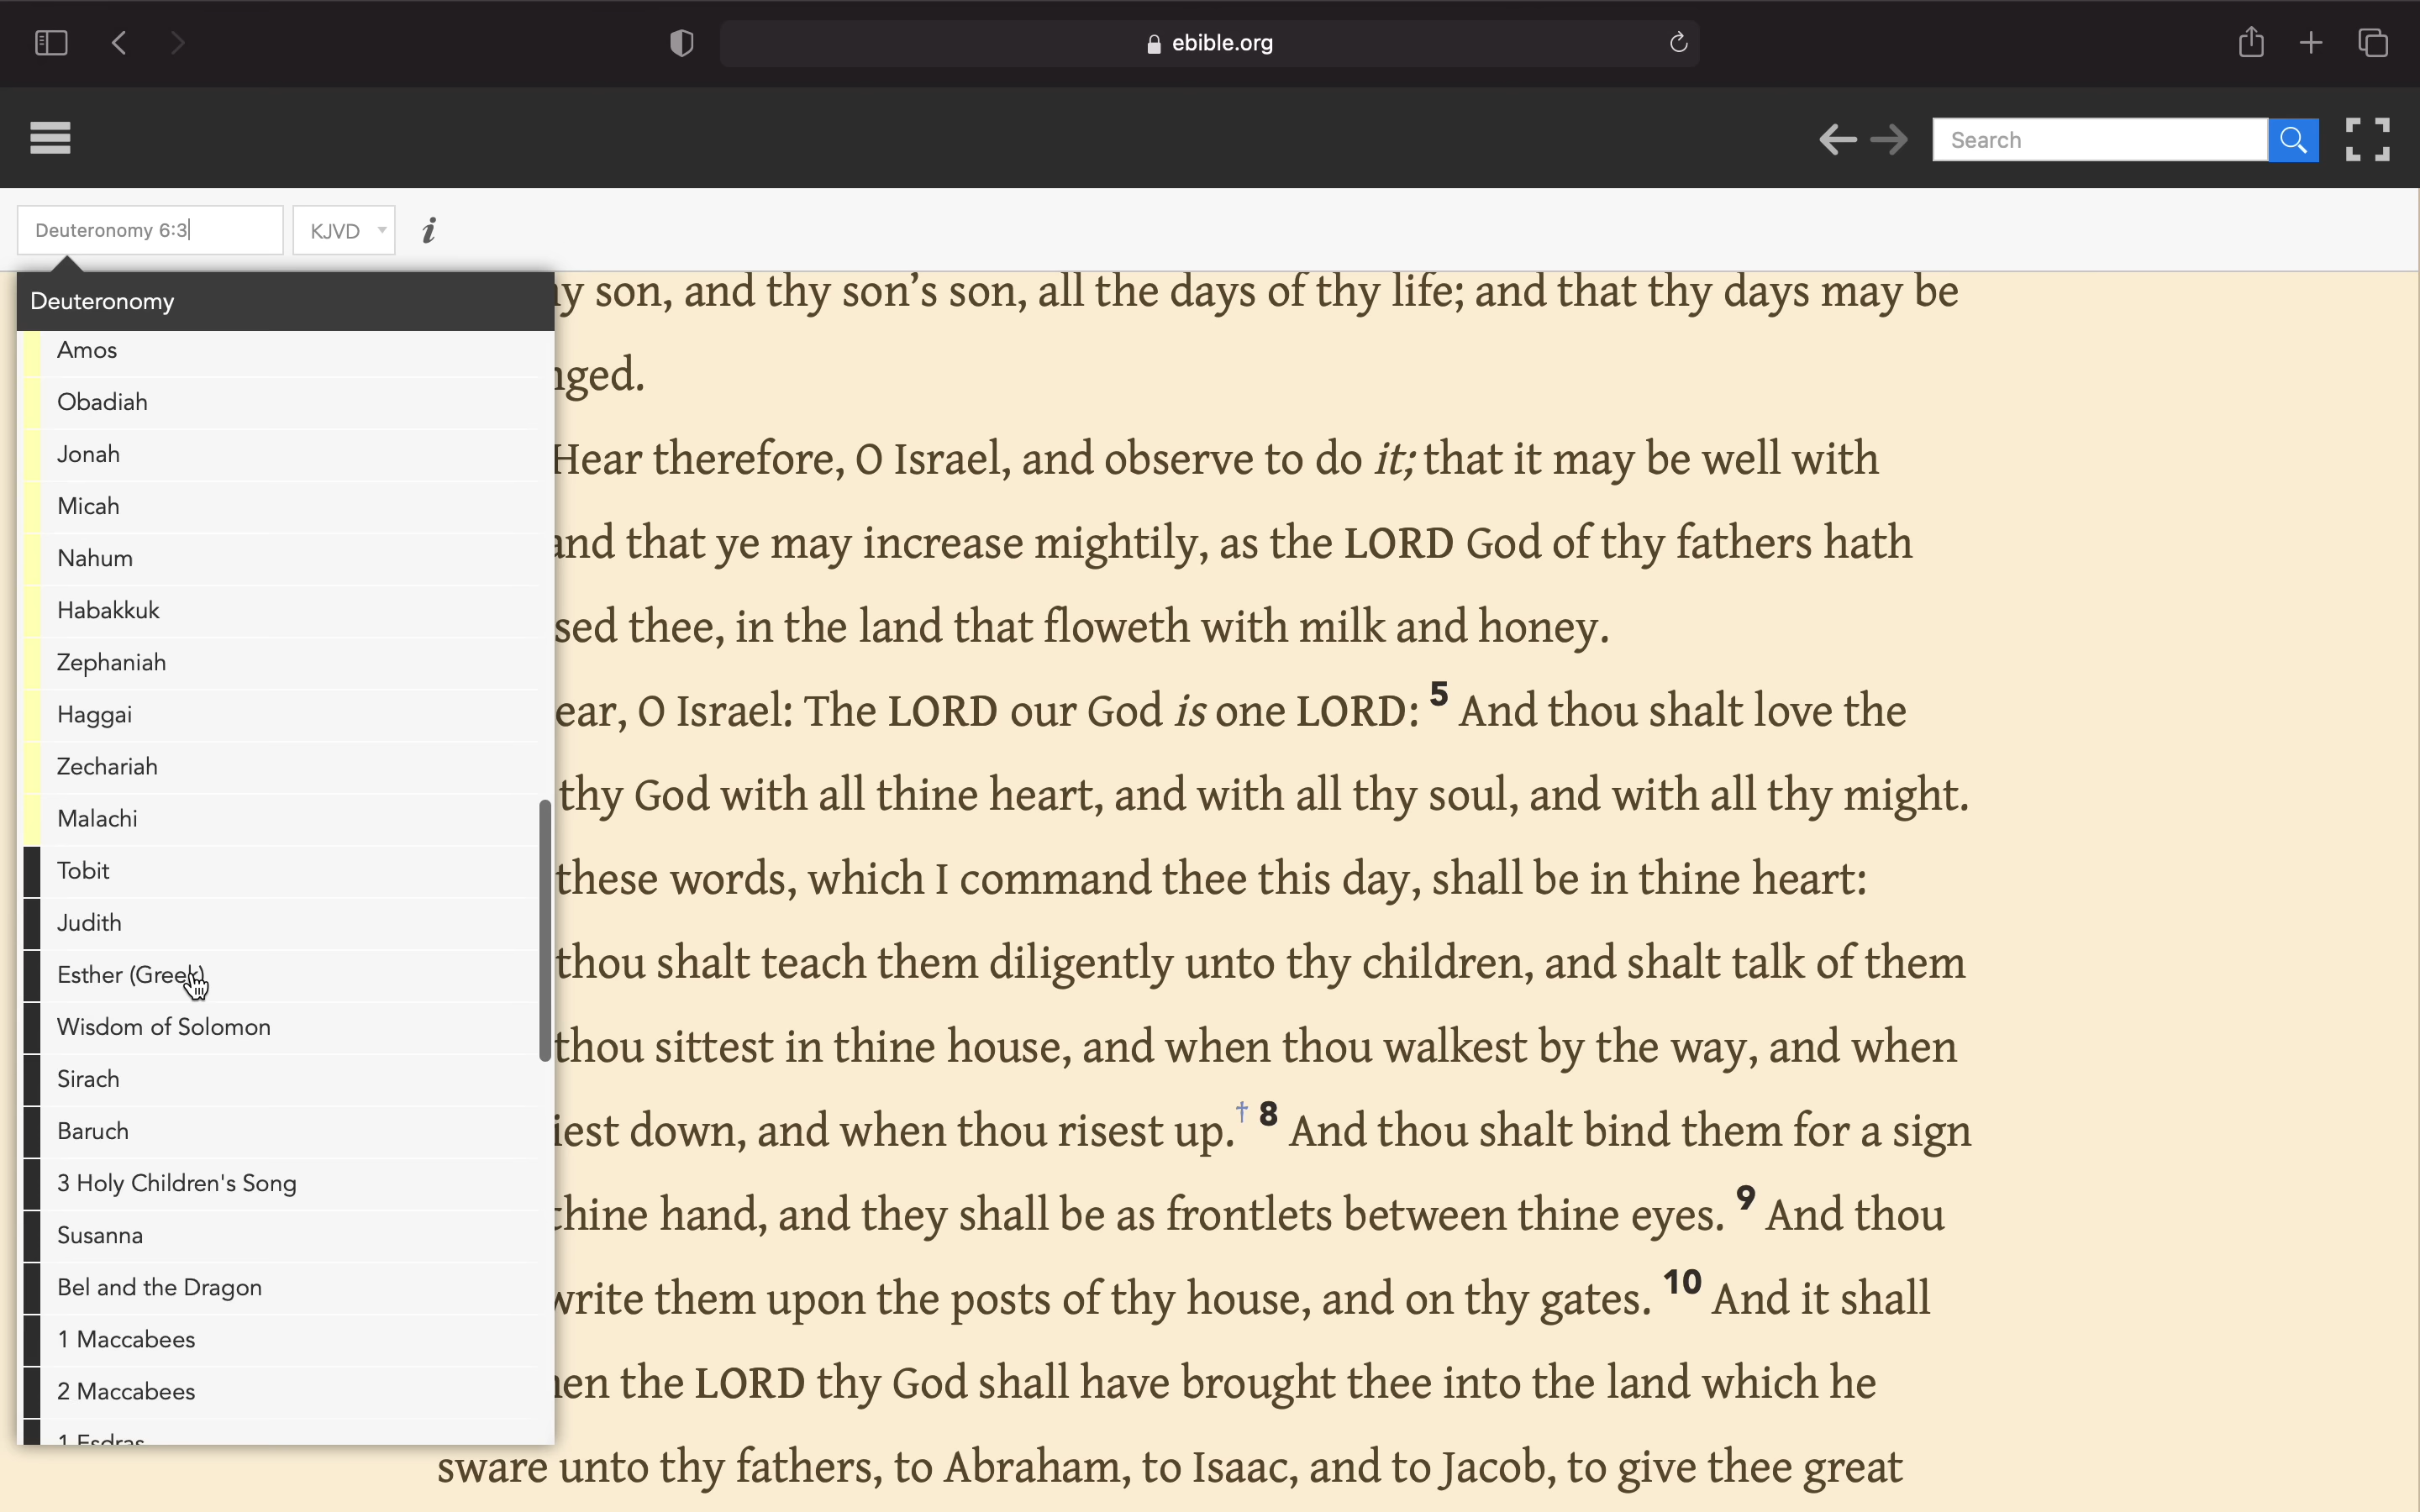 ebible.org
Search
Deuteronomy 6:3
KJVD
i
Deuteronomy
Amos
Obadiah
Jonah
Micah
Nahum
Habakkuk
Zephaniah
Haggai
Zechariah
Malachi
Tobit
Judith
Esther (Greek)
Wisdom of Solomon
Sirach
Baruch
3 Holy Children's Song
Susanna
Bel and the Dragon
1 Maccabees
2 Maccabees
1 Esdras
son, and thy son’s son, all the days of thy life; and that thy days may be
Hear therefore, O Israel, and observe to do it; that it may be well with
and that ye may increase mightily, as the LORD God of thy fathers hath
thee, in the land that floweth with milk and honey.
O Israel: The LORD our God is one LORD: 5 And thou shalt love the
thy God with all thine heart, and with all thy soul, and with all thy might.
these words, which I command thee this day, shall be in thine heart:
thou shalt teach them diligently unto thy children, and shalt talk of them
thou sittest in thine house, and when thou walkest by the way, and when
down, and when thou risest up.† 8 And thou shalt bind them for a sign
thine hand, and they shall be as frontlets between thine eyes. 9 And thou
write them upon the posts of thy house, and on thy gates. 10 And it shall
the LORD thy God shall have brought thee into the land which he
sware unto thy fathers, to Abraham, to Isaac, and to Jacob, to give thee great